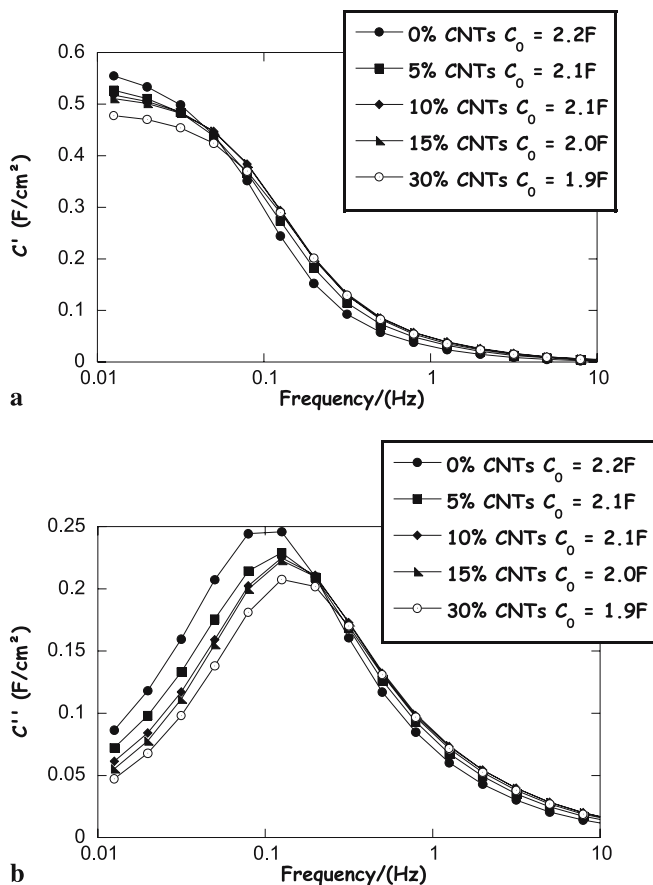 0% CNTs C₀ = 2.2F
5% CNTs C₀ = 2.1F
10% CNTs C₀ = 2.1F
15% CNTs C₀ = 2.0F
30% CNTs C₀ = 1.9F
0.6
0.5
0.4
0.3
0.2
0.1
0
C' (F/cm²)
0.01
0.1
1
10
Frequency/(Hz)
a
0% CNTs C₀ = 2.2F
5% CNTs C₀ = 2.1F
10% CNTs C₀ = 2.1F
15% CNTs C₀ = 2.0F
30% CNTs C₀ = 1.9F
0.25
0.2
0.15
0.1
0.05
0
C'' (F/cm²)
0.01
0.1
1
10
Frequency/(Hz)
b